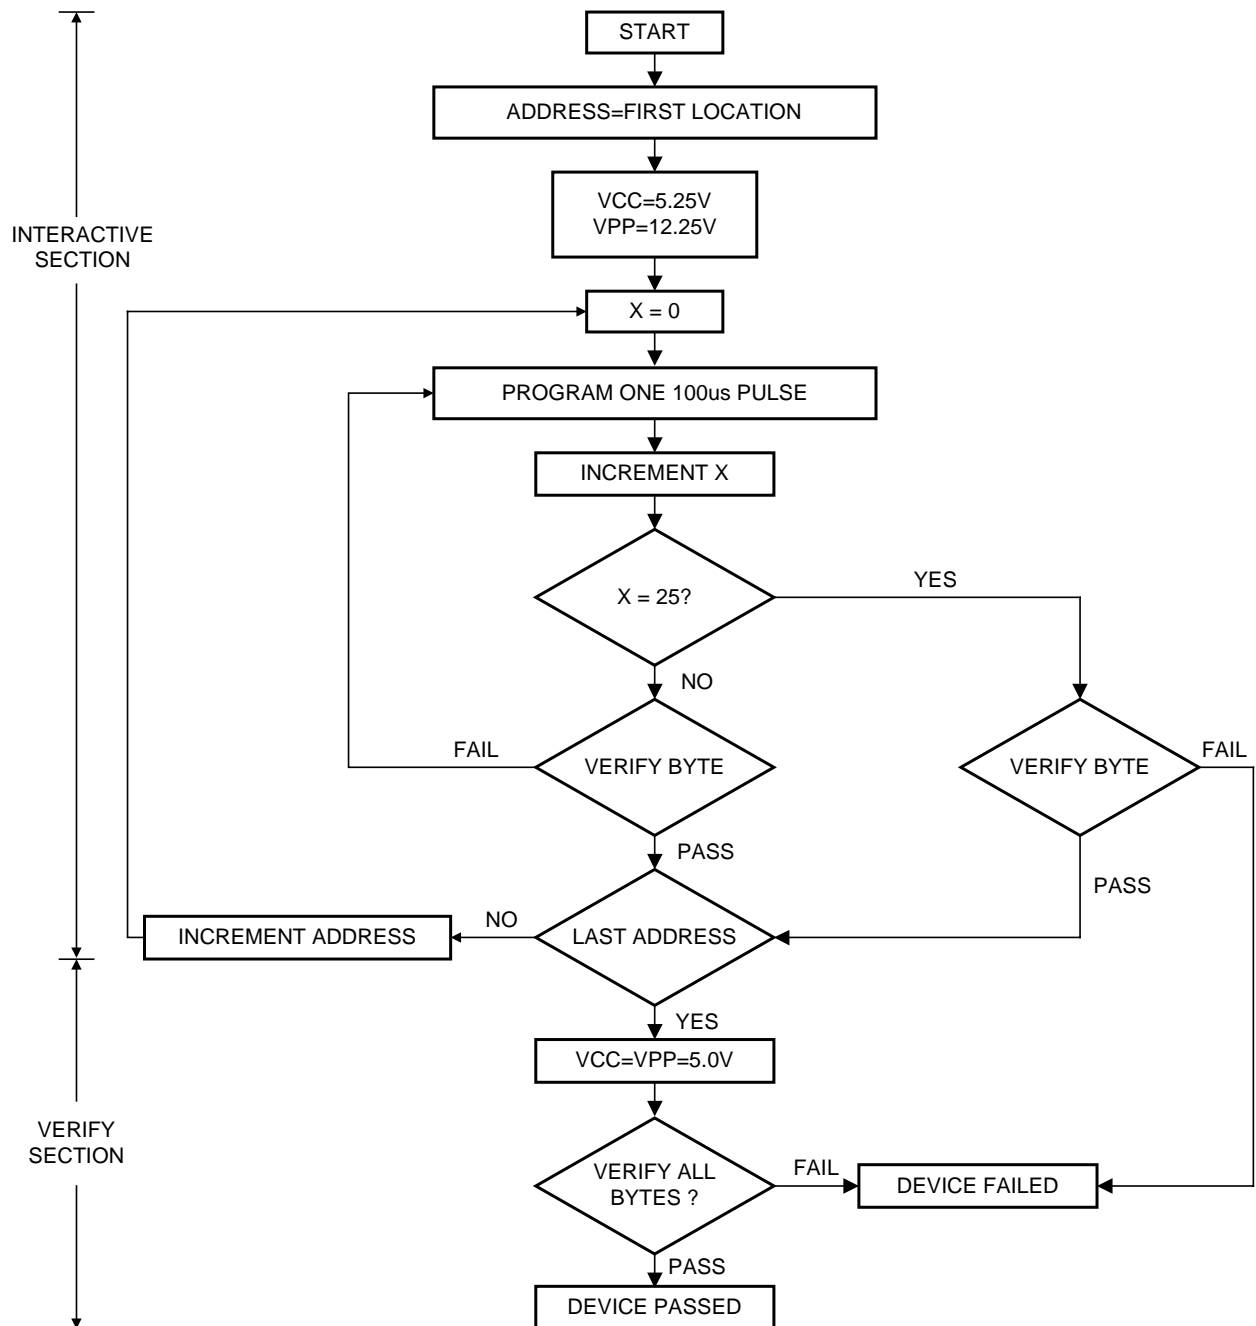 START
ADDRESS=FIRST LOCATION
VCC=5.25V
VPP=12.25V
INTERACTIVE
SECTION
X = 0
PROGRAM ONE 100us PULSE
INCREMENT X
X = 25?
YES
NO
FAIL
VERIFY BYTE
VERIFY BYTE
FAIL
PASS
PASS
INCREMENT ADDRESS
NO
LAST ADDRESS
YES
VCC=VPP=5.0V
VERIFY
SECTION
VERIFY ALL
BYTES ?
FAIL
DEVICE FAILED
PASS
DEVICE PASSED